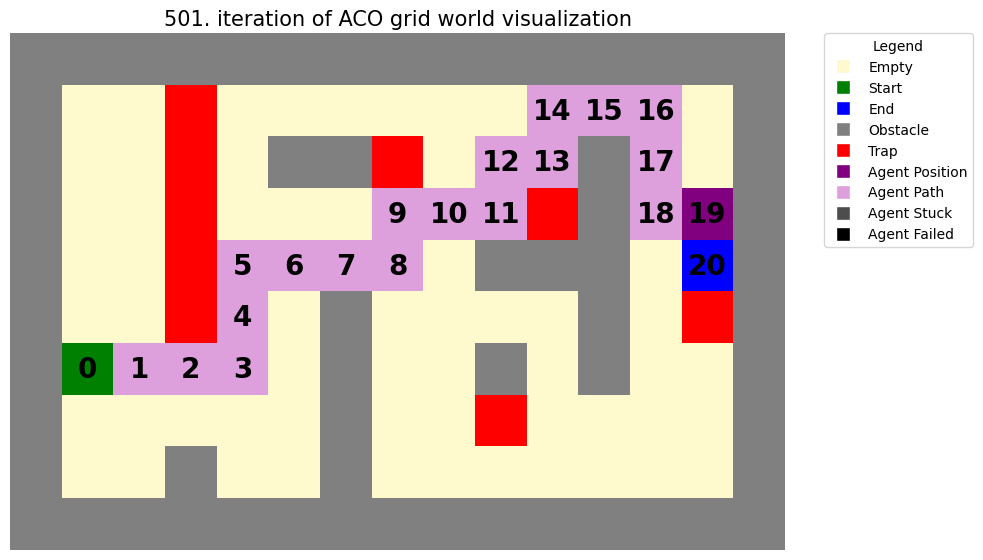 501. iteration of ACO grid world visualization
Legend
Empty
Start
End
Obstacle
Trap
Agent Position
Agent Path
Agent Stuck
Agent Failed
14 15 16
12 13 17
9 10 11 18 19
5 6 7 8 20
4
0 1 2 3